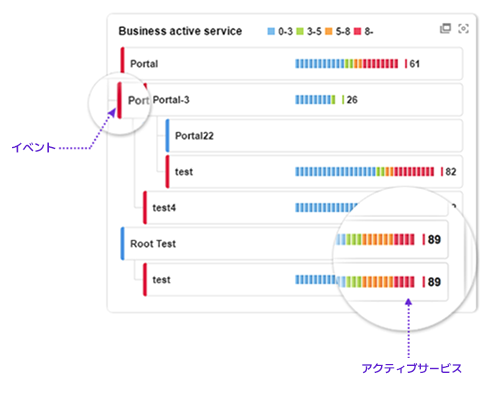 Business active service
0-3 3-5 5-8 8-
Portal 61
Port Portal-3 26
Portal22
test 82
test4
Root Test 89
test 89
イベント
アクティブサービス